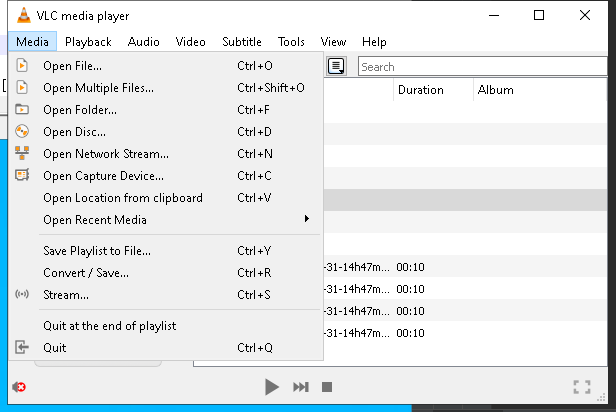 VLC media player
Media Playback Audio Video Subtitle Tools View Help
Open File... Ctrl+O
Open Multiple Files... Ctrl+Shift+O
Open Folder... Ctrl+F
Open Disc... Ctrl+D
Open Network Stream... Ctrl+N
Open Capture Device... Ctrl+C
Open Location from clipboard Ctrl+V
Open Recent Media
Save Playlist to File... Ctrl+Y
Convert / Save... Ctrl+R
Stream... Ctrl+S
Quit at the end of playlist
Quit Ctrl+Q
Search
Duration Album
-31-14h47m... 00:10
-31-14h47m... 00:10
-31-14h47m... 00:10
-31-14h47m... 00:10